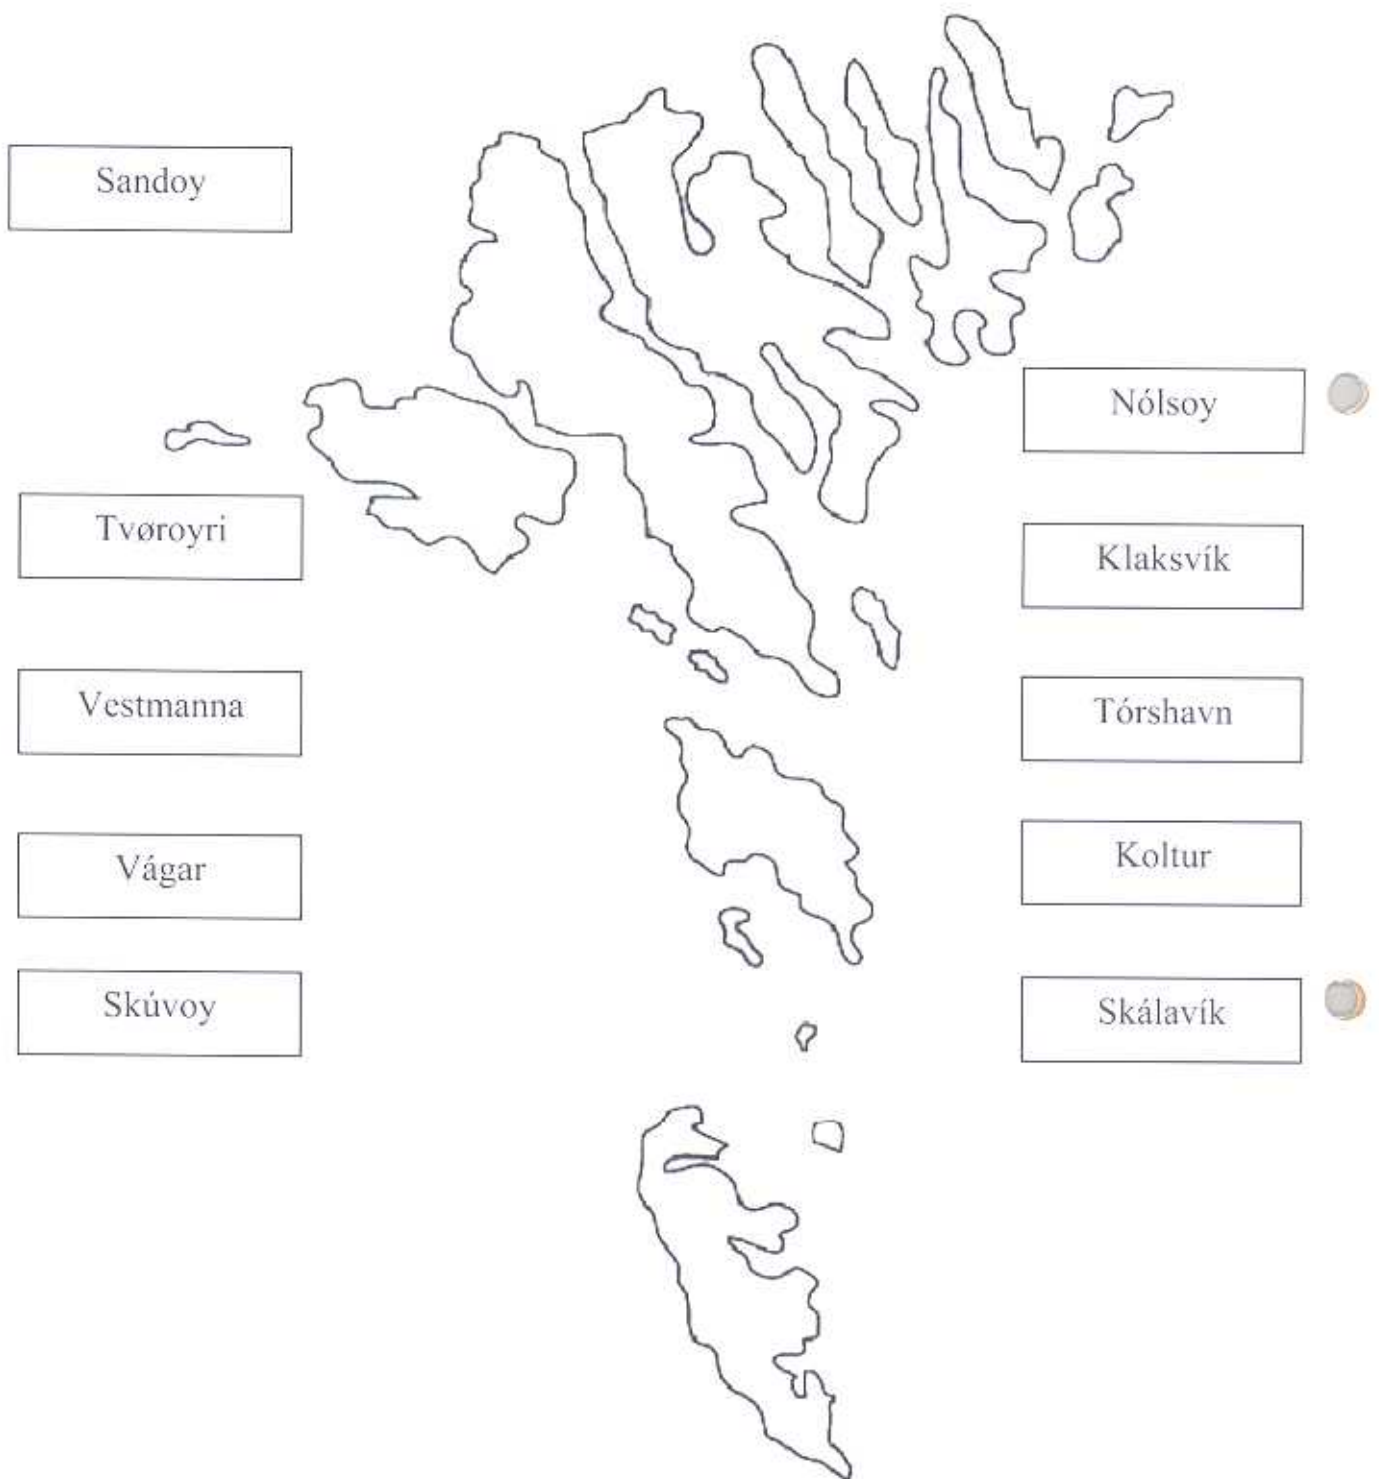 Sandoy
Tvøroyri
Vestmanna
Vágar
Skúvoy
Nólsoy
Klaksvík
Tórshavn
Koltur
Skálavík